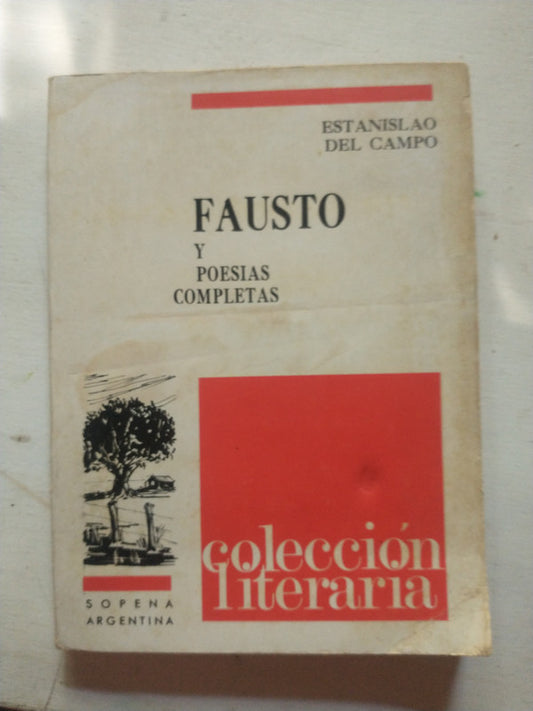 ESTANISLAO
DEL CAMPO
FAUSTO
Y
POESIAS
COMPLETAS
colección
literaria
SOPENA
ARGENTINA